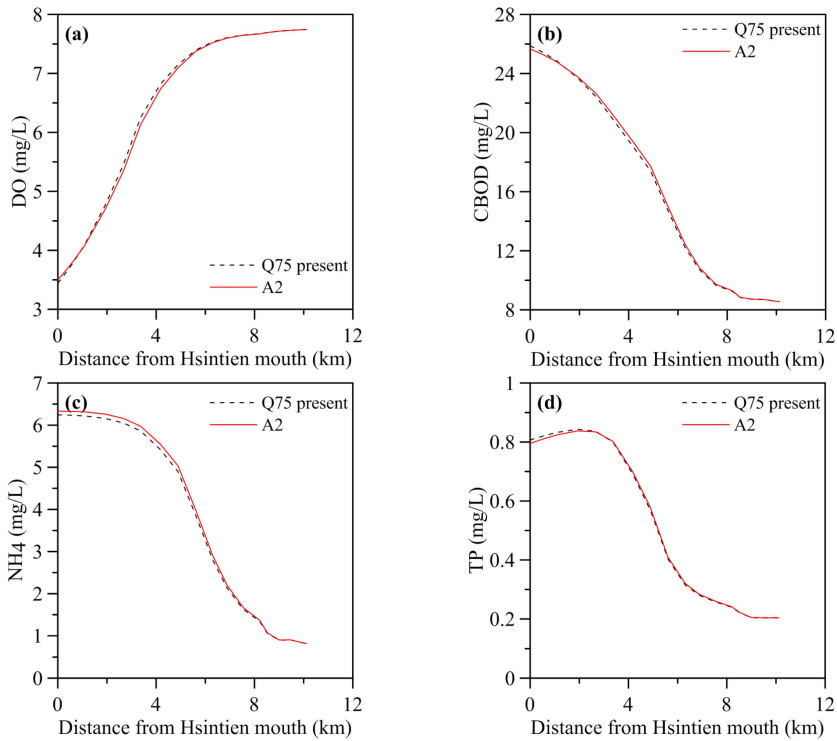 (a)
8
7
6
5
4
3
DO (mg/L)
Q75 present
A2
0
4
8
12
Distance from Hsintien mouth (km)
(b)
28
24
20
16
12
8
CBOD (mg/L)
Q75 present
A2
0
4
8
12
Distance from Hsintien mouth (km)
(c)
7
6
5
4
3
2
1
0
NH4 (mg/L)
Q75 present
A2
0
4
8
12
Distance from Hsintien mouth (km)
(d)
1
0.8
0.6
0.4
0.2
0
TP (mg/L)
Q75 present
A2
0
4
8
12
Distance from Hsintien mouth (km)